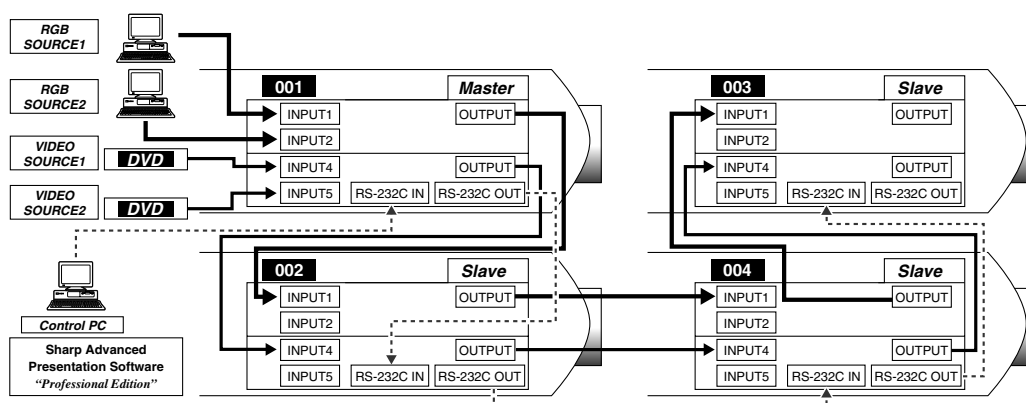 RGB
SOURCE1
RGB
SOURCE2
VIDEO
SOURCE1
DVD
VIDEO
SOURCE2
DVD
Control PC
Sharp Advanced
Presentation Software
“Professional Edition”
001
Master
INPUT1
OUTPUT
INPUT2
INPUT4
OUTPUT
INPUT5
RS-232C IN
RS-232C OUT
003
Slave
INPUT1
OUTPUT
INPUT2
INPUT4
OUTPUT
INPUT5
RS-232C IN
RS-232C OUT
002
Slave
INPUT1
OUTPUT
INPUT2
INPUT4
OUTPUT
INPUT5
RS-232C IN
RS-232C OUT
004
Slave
INPUT1
OUTPUT
INPUT2
INPUT4
OUTPUT
INPUT5
RS-232C IN
RS-232C OUT